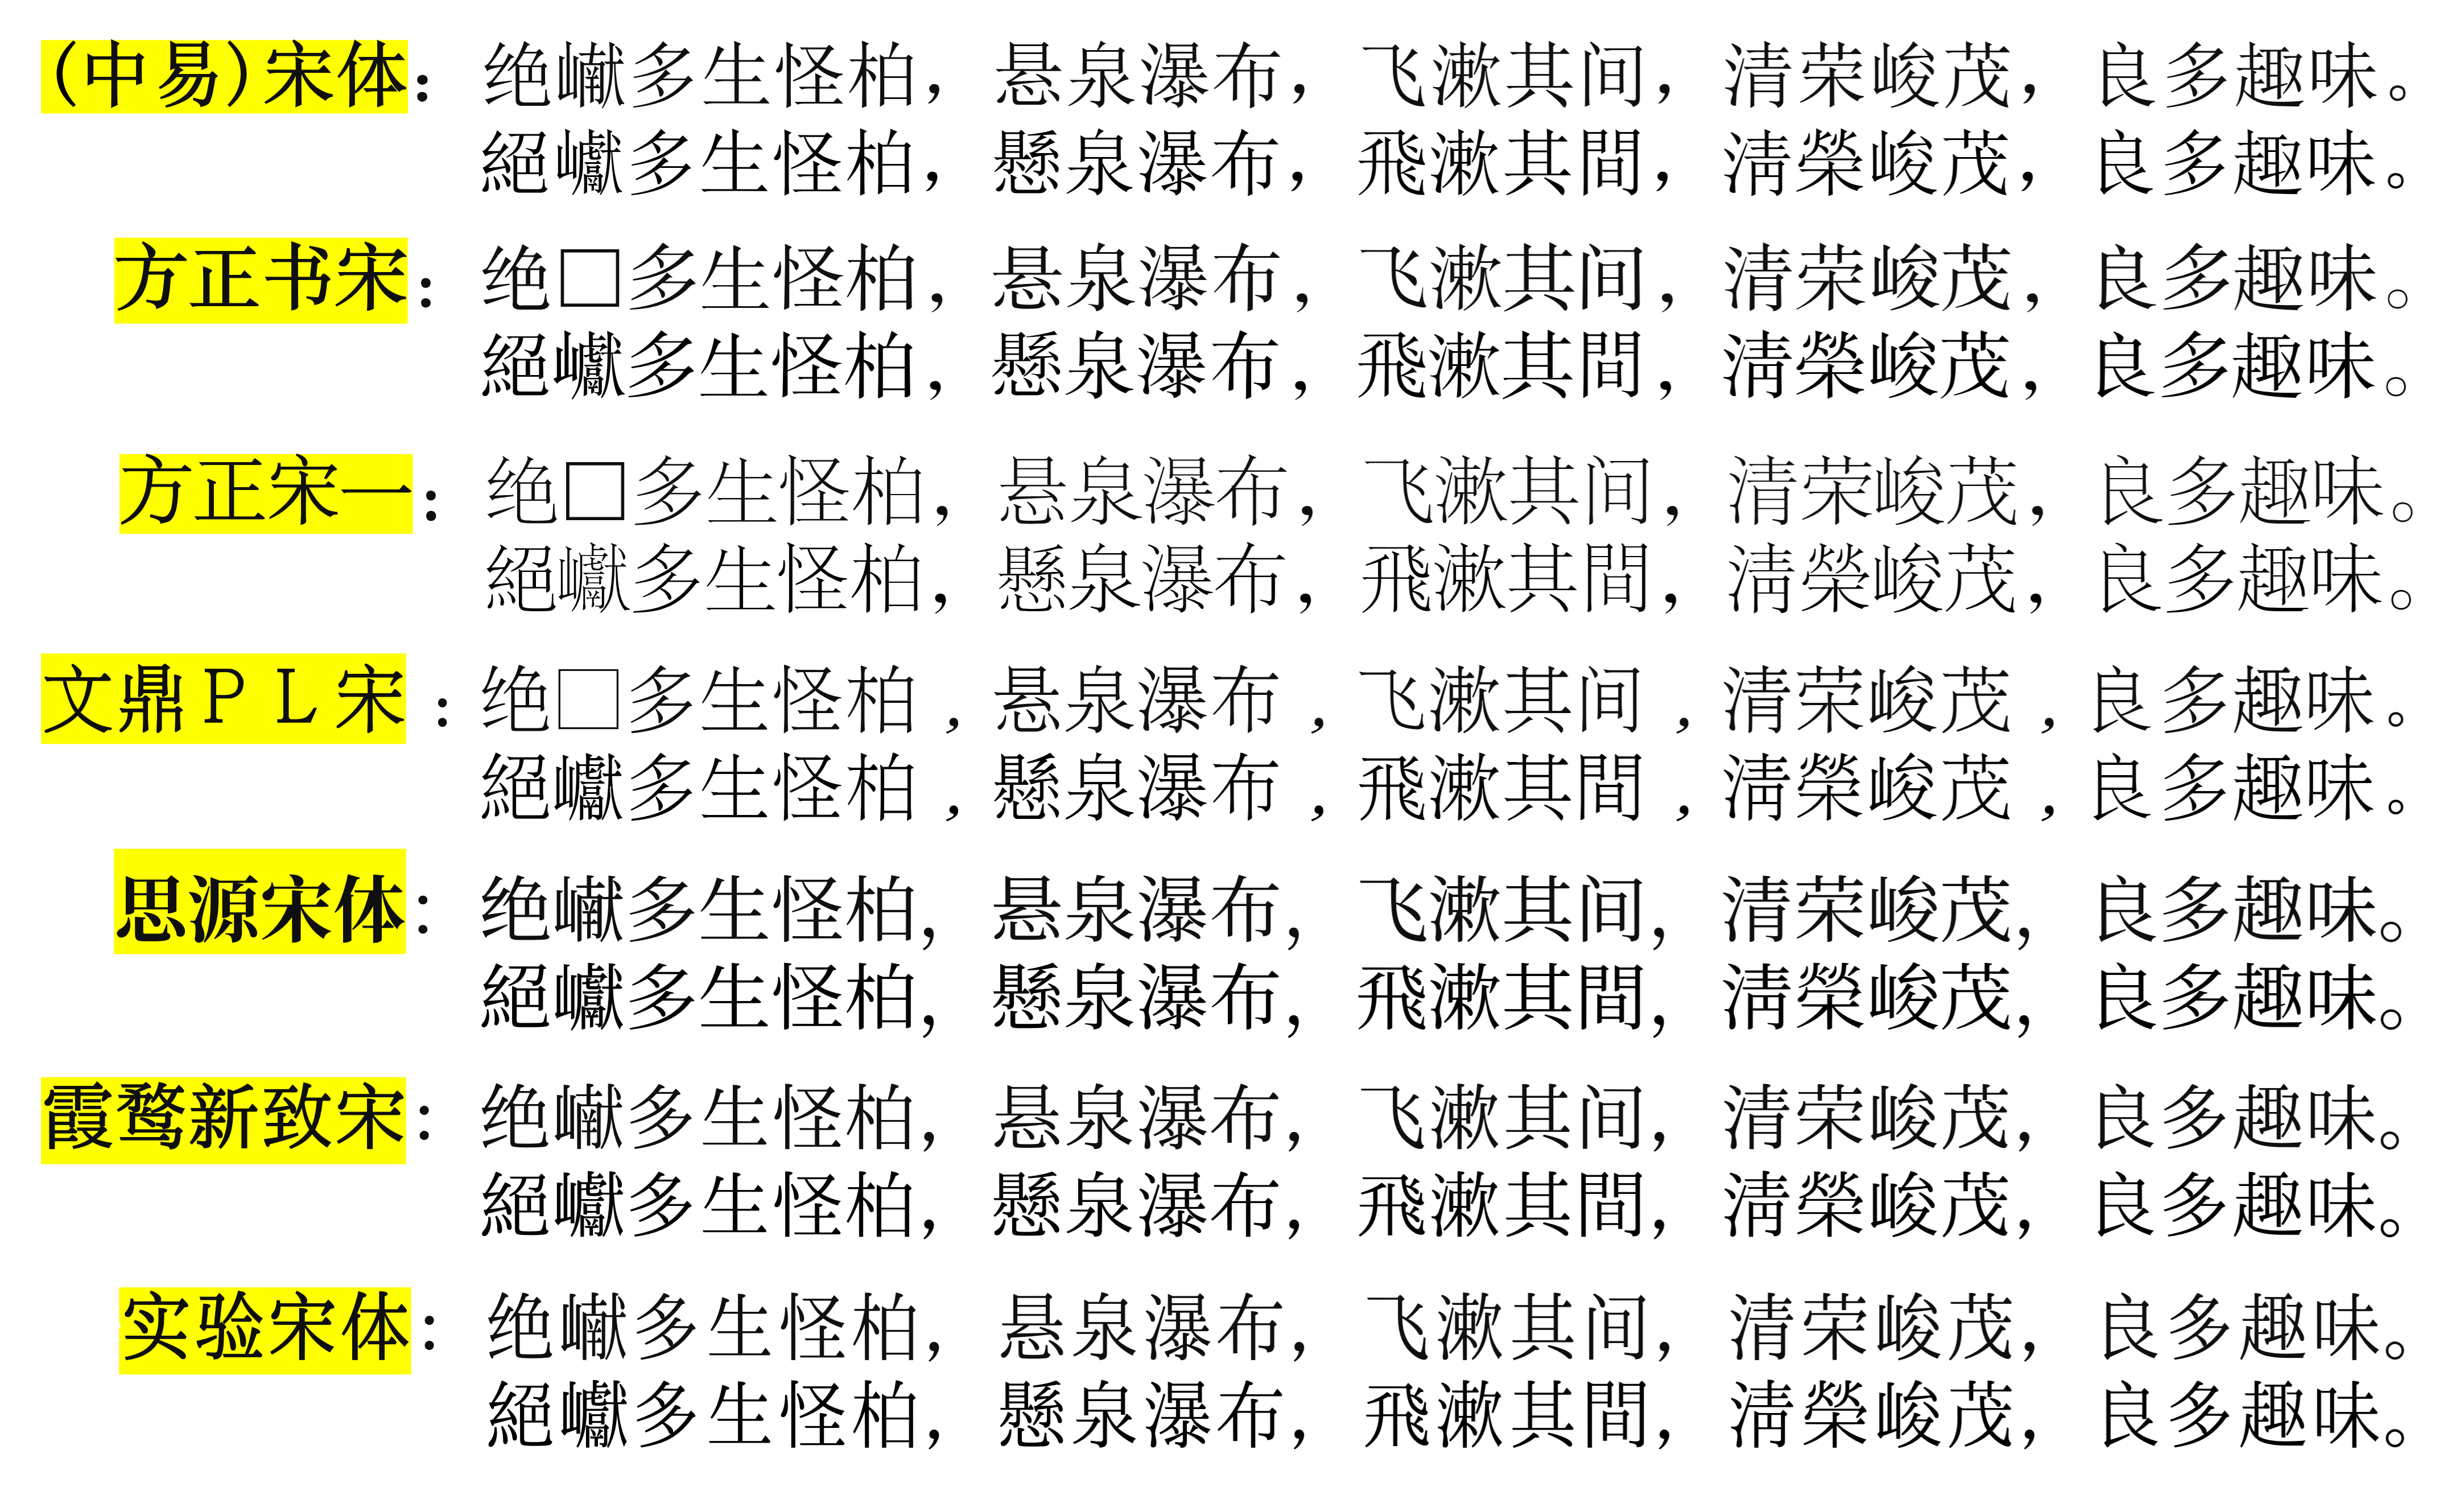 （中易）宋体：绝𪩘多生怪柏，悬泉瀑布，飞漱其间，清荣峻茂，良多趣味。
絕巘多生怪柏，懸泉瀑布，飛漱其間，淸榮峻茂，良多趣味。
方正书宋：绝□多生怪柏，悬泉瀑布，飞漱其间，清荣峻茂，良多趣味。
絕巘多生怪柏，懸泉瀑布，飛漱其間，淸榮峻茂，良多趣味。
方正宋一：绝□多生怪柏，悬泉瀑布，飞漱其间，清荣峻茂，良多趣味。
絕巘多生怪柏，懸泉瀑布，飛漱其間，淸榮峻茂，良多趣味。
文鼎ＰＬ宋：绝□多生怪柏，悬泉瀑布，飞漱其间，清荣峻茂，良多趣味。
絕巘多生怪柏，懸泉瀑布，飛漱其間，淸榮峻茂，良多趣味。
思源宋体：绝𪩘多生怪柏，悬泉瀑布，飞漱其间，清荣峻茂，良多趣味。
絕巘多生怪柏，懸泉瀑布，飛漱其間，淸榮峻茂，良多趣味。
霞鹜新致宋：绝𪩘多生怪柏，悬泉瀑布，飞漱其间，清荣峻茂，良多趣味。
絕巘多生怪柏，懸泉瀑布，飛漱其間，淸榮峻茂，良多趣味。
实验宋体：绝𪩘多生怪柏，悬泉瀑布，飞漱其间，清荣峻茂，良多趣味。
絕巘多生怪柏，懸泉瀑布，飛漱其間，淸榮峻茂，良多趣味。